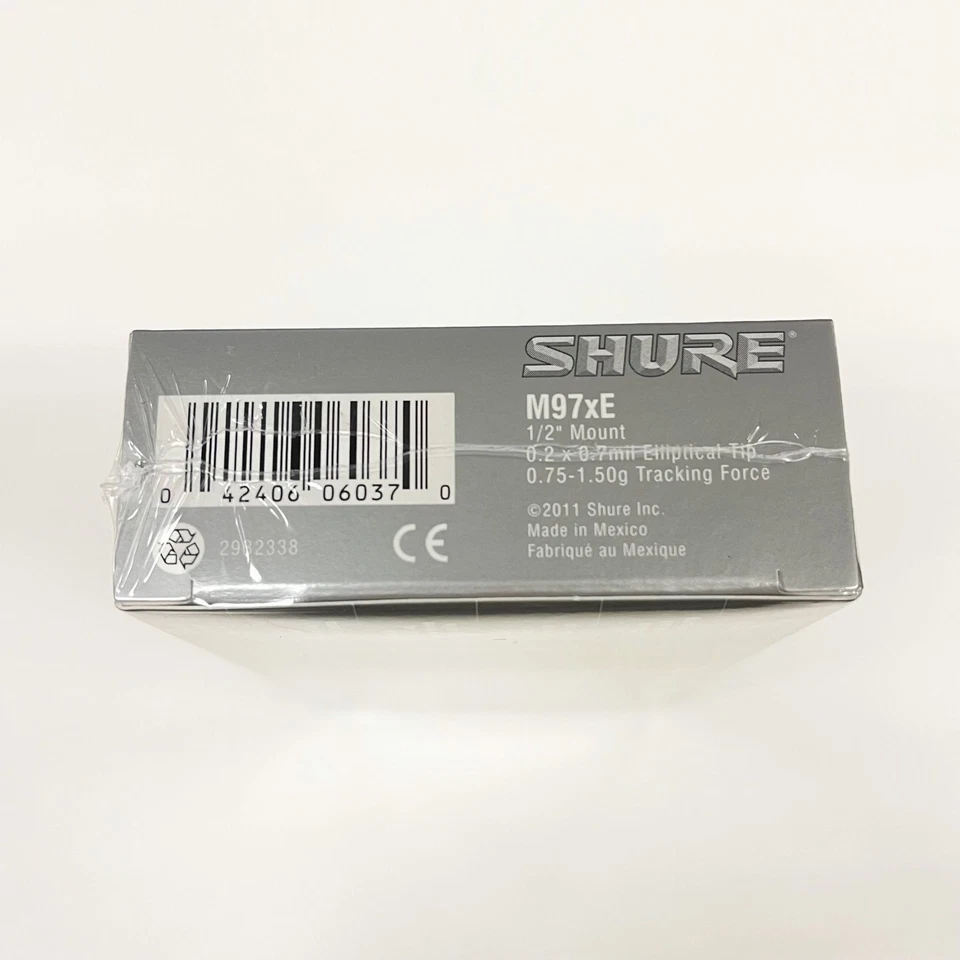 SHURE®
M97xE
1/2" Mount
0.2 x 0.7mil Elliptical Tip
0.75-1.50g Tracking Force
©2011 Shure Inc.
Made in Mexico
Fabriqué au Mexique
0 42406 06037 0
2982338
CE